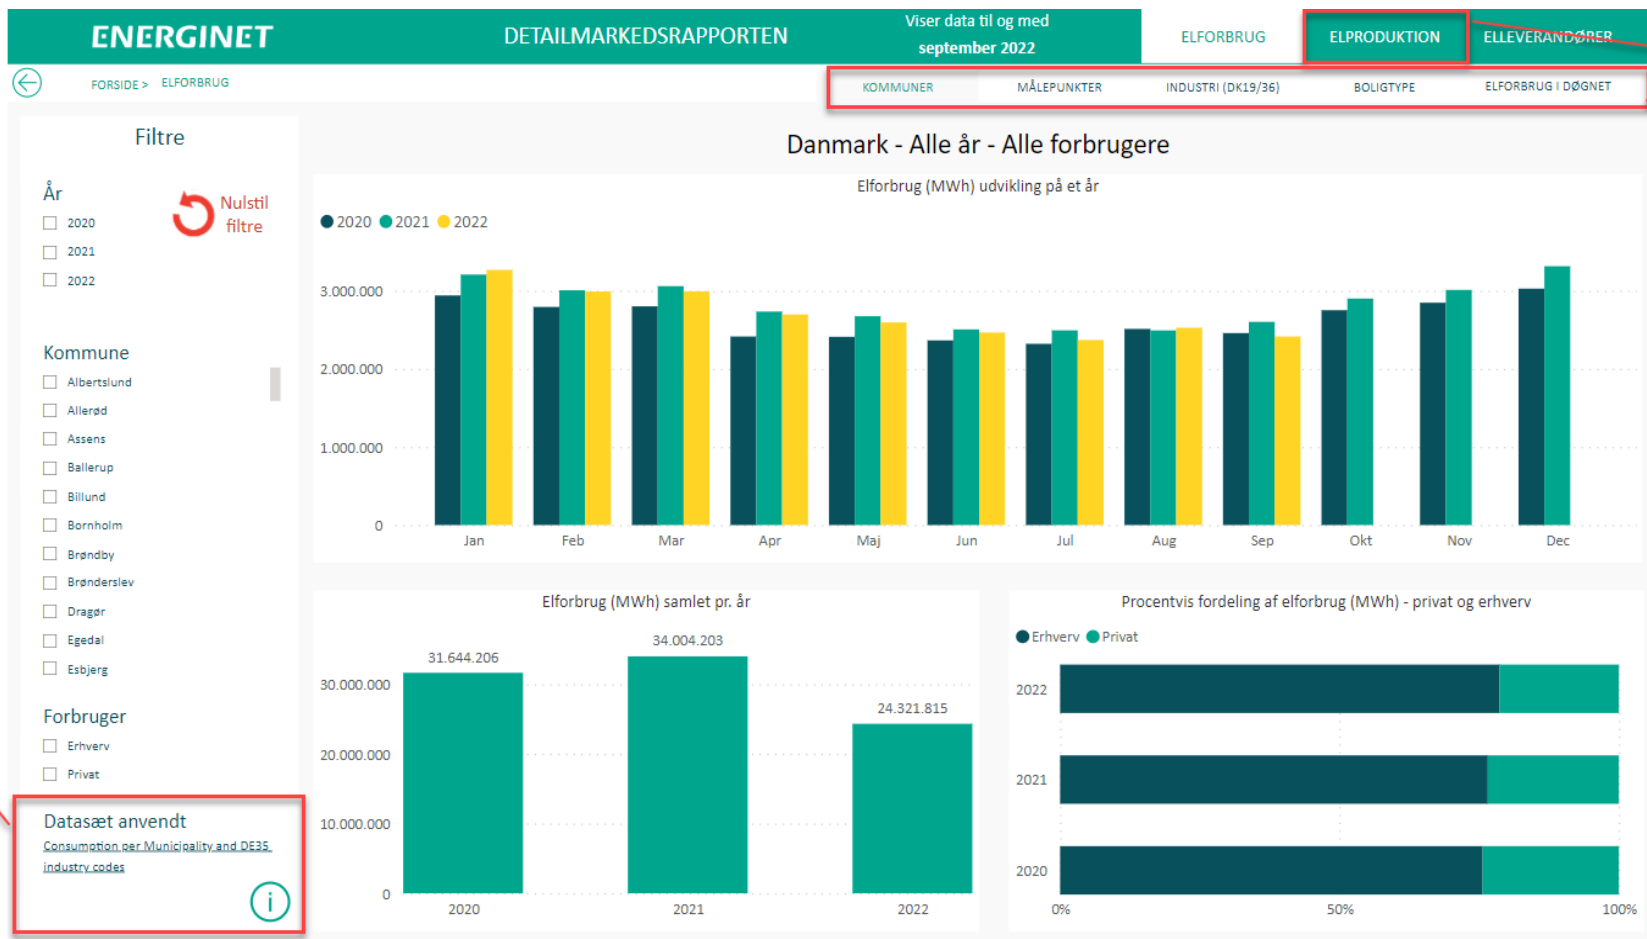 ENERGINET
DETAILMARKEDSRAPPORTEN
Viser data til og med
september 2022
ELFORBRUG
ELPRODUKTION
ELLEVERANDØRER
FORSIDE > ELFORBRUG
KOMMUNER
MÅLEPUNKTER
INDUSTRI (DK19/36)
BOLIGTYPE
ELFORBRUG I DØGNET
Filtre
År
2020
2021
2022
Nulstil
filtre
Kommune
Albertslund
Allerød
Assens
Ballerup
Billund
Bornholm
Brøndby
Brønderslev
Dragør
Egedal
Esbjerg
Forbruger
Erhverv
Privat
Datasæt anvendt
Consumption per Municipality and DE35
industry codes
i
Danmark - Alle år - Alle forbrugere
Elforbrug (MWh) udvikling på et år
2020 2021 2022
3.000.000
2.000.000
1.000.000
0
Jan Feb Mar Apr Maj Jun Jul Aug Sep Okt Nov Dec
Elforbrug (MWh) samlet pr. år
31.644.206
34.004.203
24.321.815
30.000.000
20.000.000
10.000.000
0
2020 2021 2022
Procentvis fordeling af elforbrug (MWh) - privat og erhverv
Erhverv Privat
2022
2021
2020
0% 50% 100%